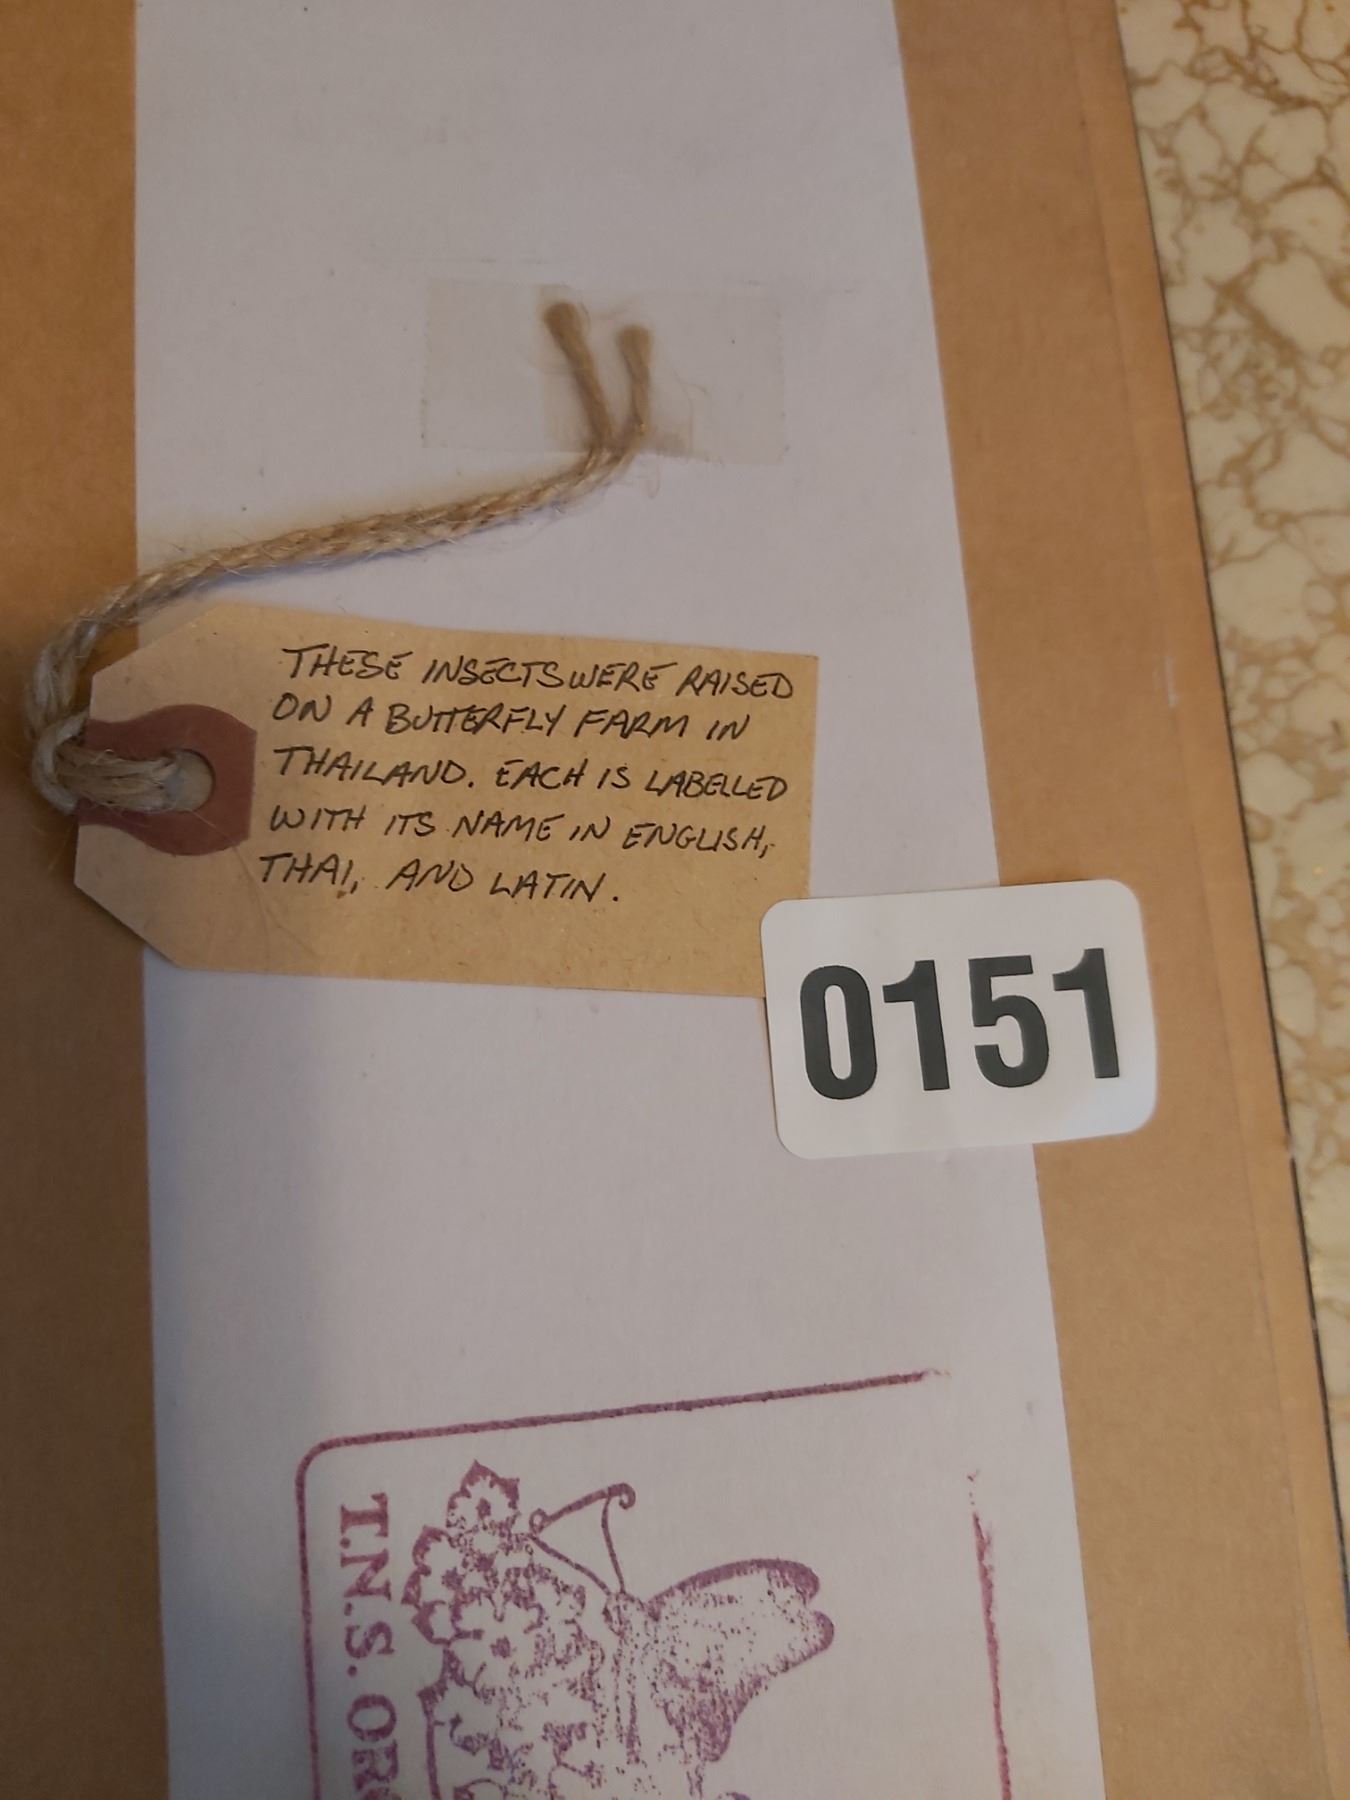 THESE INSECTS WERE RAISED
ON A BUTTERFLY FARM IN
THAILAND. EACH IS LABELLED
WITH ITS NAME IN ENGLISH,
THAI, AND LATIN.
0151
T.N.S.